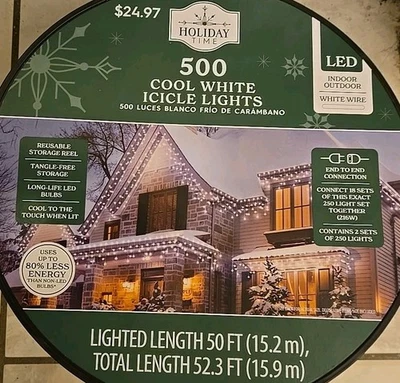 $24.97
HOLIDAY
TIME
500
COOL WHITE
ICICLE LIGHTS
500 LUCES BLANCO FRÍO DE CARÁMBANO
LED
INDOOR
OUTDOOR
WHITE WIRE
REUSABLE
STORAGE REEL
TANGLE-FREE
STORAGE
LONG-LIFE LED
BULBS
COOL TO THE
TOUCH WHEN LIT
END TO END
CONNECTION
CONNECT 18 SETS
OF THIS EXACT
250 LIGHT SET
TOGETHER
(216W)
CONTAINS 2 SETS
OF 250 LIGHTS
USES
UP TO
80% LESS
ENERGY
THAN NON-LED
BULBS
LIGHTED LENGTH 50 FT (15.2 m),
TOTAL LENGTH 52.3 FT (15.9 m)